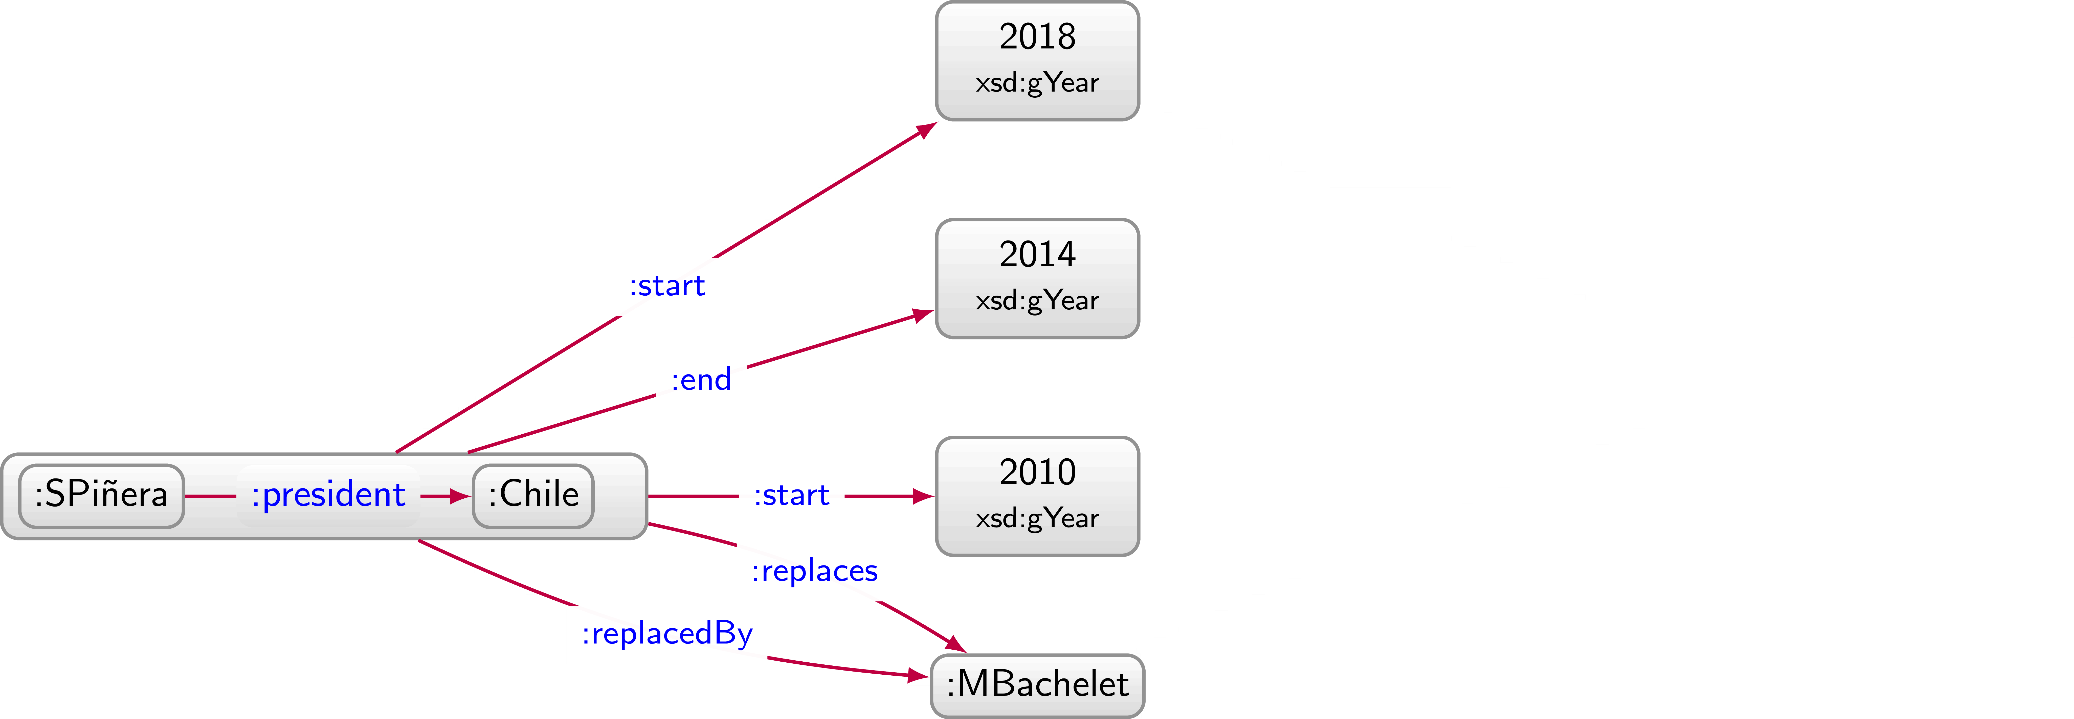 2018
xsd:gYear
:start
2014
xsd:gYear
:end
:SPiñera :president :Chile :start
2010
xsd:gYear
:replaces
:replacedBy
:MBachelet